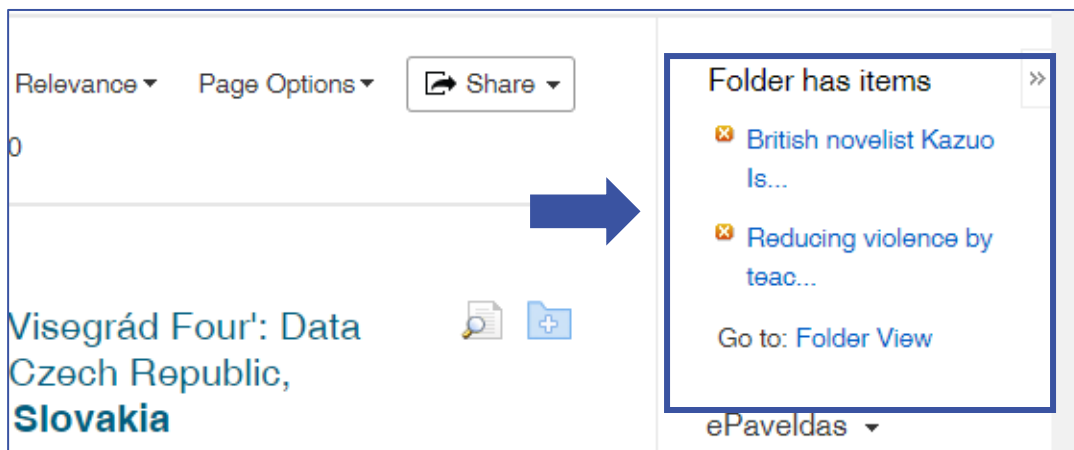 Relevance Page Options Share
0
Visegrád Four': Data
Czech Republic,
Slovakia
Folder has items »
British novelist Kazuo
Is...
Reducing violence by
teac...
Go to: Folder View
ePaveldas